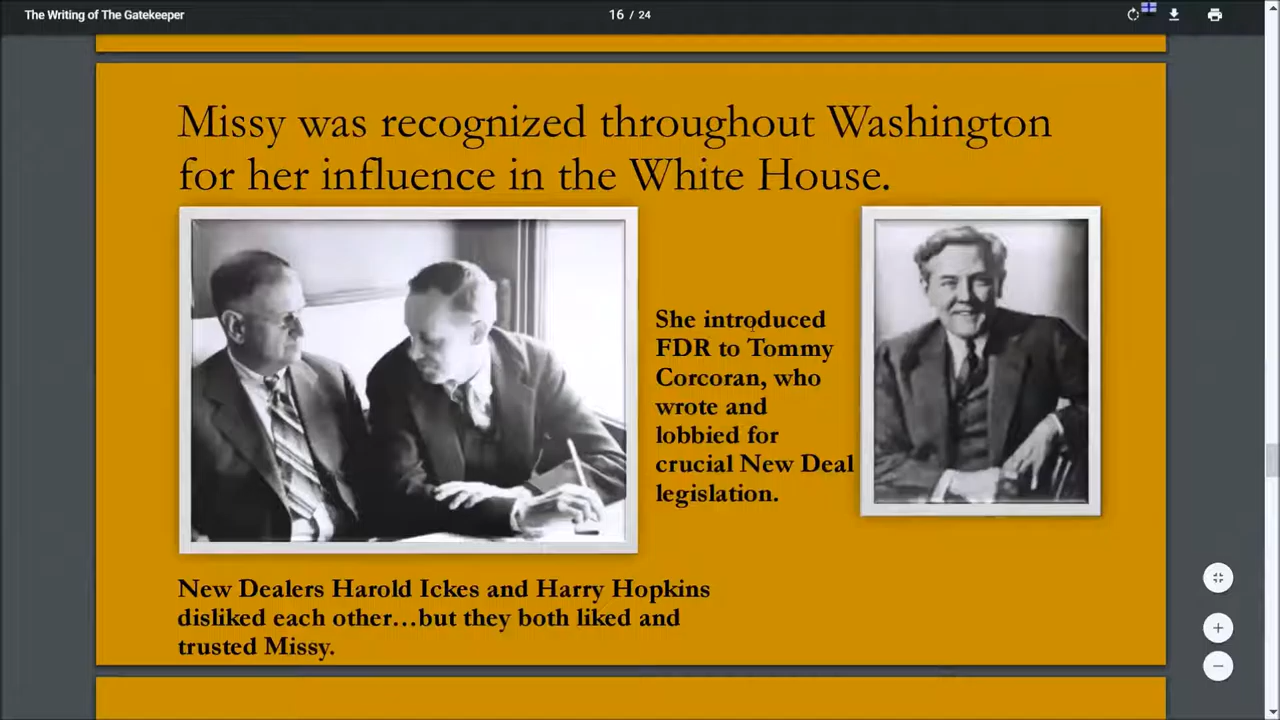 The Writing of The Gatekeeper
16 / 24
Missy was recognized throughout Washington
for her influence in the White House.
She introduced
FDR to Tommy
Corcoran, who
wrote and
lobbied for
crucial New Deal
legislation.
New Dealers Harold Ickes and Harry Hopkins
disliked each other…but they both liked and
trusted Missy.